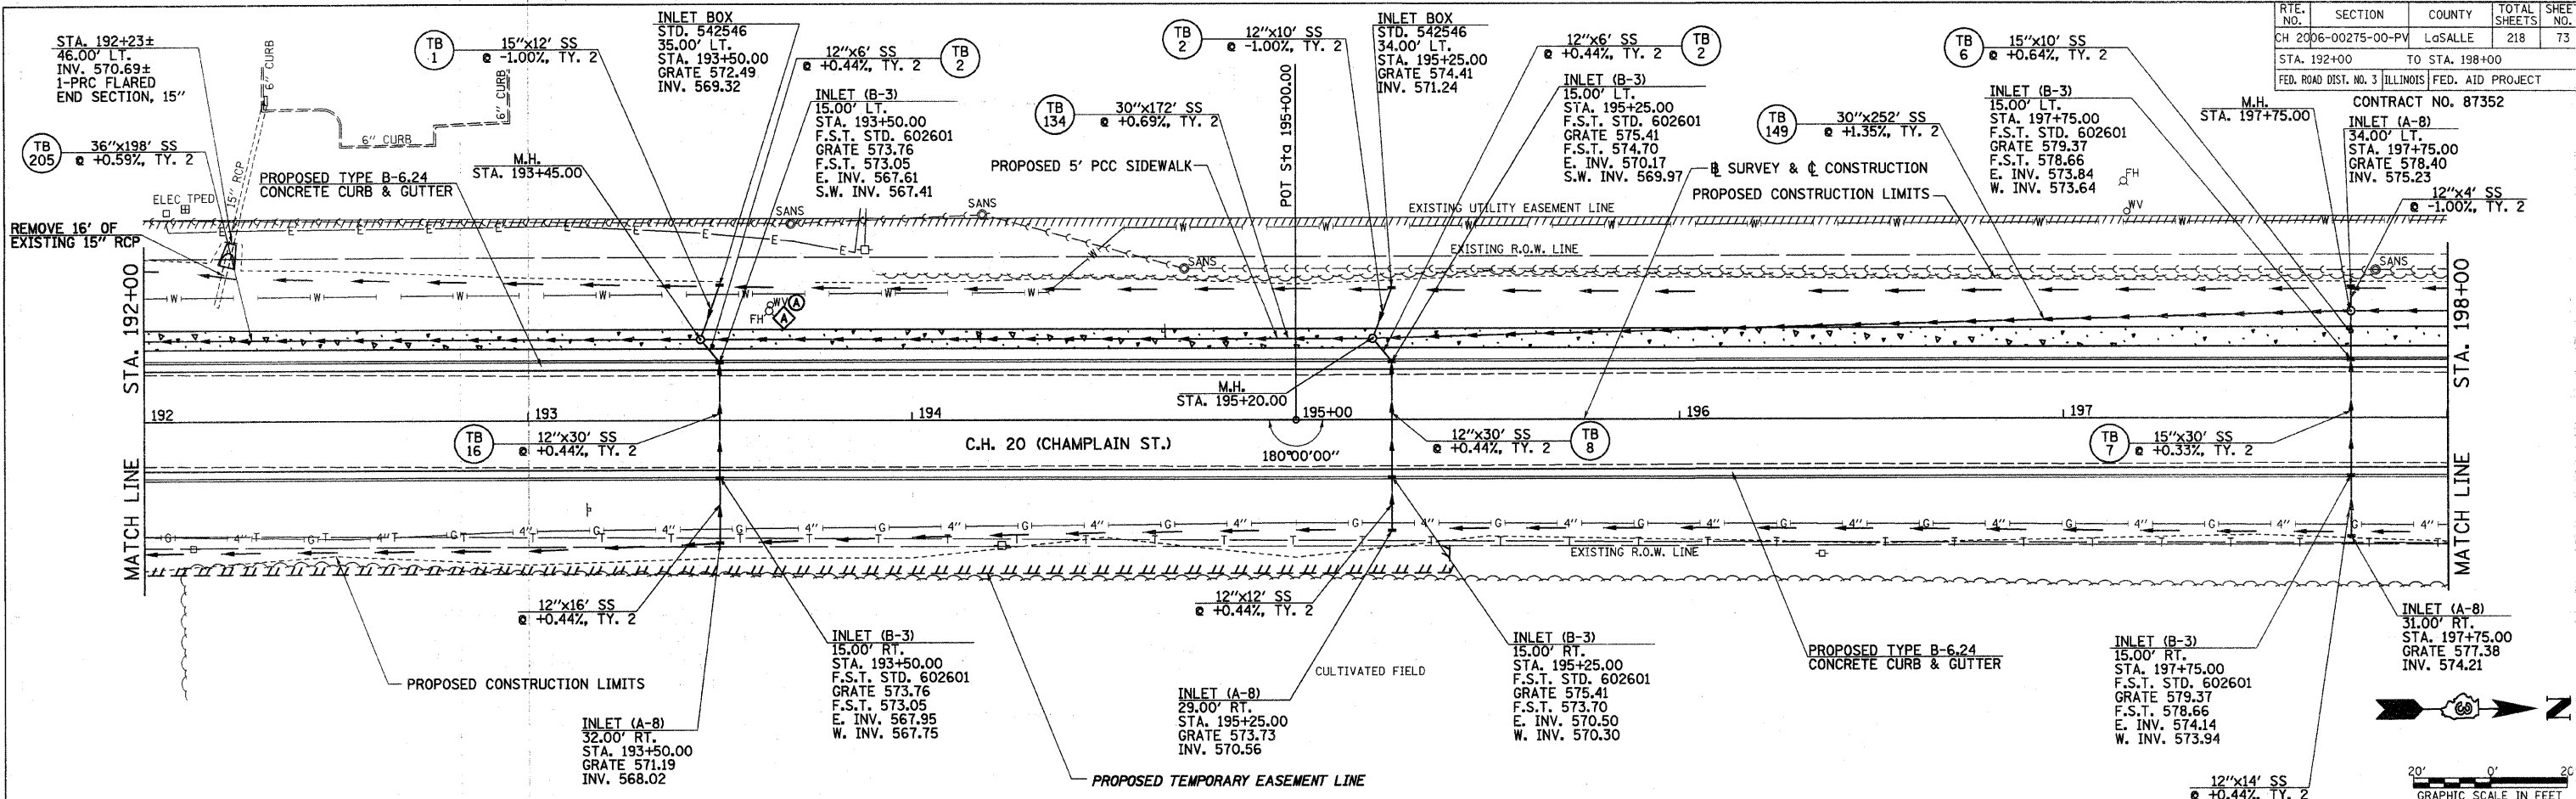 RTE. NO. SECTION COUNTY TOTAL SHEETS SHEET NO.
CH 20 06-00275-00-PV LaSALLE 218 73
STA. 192+00 TO STA. 198+00
FED. ROAD DIST. NO. 3 ILLINOIS FED. AID PROJECT
CONTRACT NO. 87352
STA. 192+23±
46.00' LT.
INV. 570.69±
1-PRC FLARED
END SECTION, 15"
6" CURB
6" CURB
6" CURB
15" RCP
TB 1
15"x12' SS
@ -1.00%, TY. 2
INLET BOX
STD. 542546
35.00' LT.
STA. 193+50.00
GRATE 572.49
INV. 569.32
12"x6' SS
@ +0.44%, TY. 2
TB 2
INLET (B-3)
15.00' LT.
STA. 193+50.00
F.S.T. STD. 602601
GRATE 573.76
F.S.T. 573.05
E. INV. 567.61
S.W. INV. 567.41
TB 2
12"x10' SS
@ -1.00%, TY. 2
POT Sta 195+00.00
INLET BOX
STD. 542546
34.00' LT.
STA. 195+25.00
GRATE 574.41
INV. 571.24
12"x6' SS
@ +0.44%, TY. 2
TB 2
INLET (B-3)
15.00' LT.
STA. 195+25.00
F.S.T. STD. 602601
GRATE 575.41
F.S.T. 574.70
E. INV. 570.17
S.W. INV. 569.97
TB 6
15"x10' SS
@ +0.64%, TY. 2
INLET (B-3)
15.00' LT.
STA. 197+75.00
F.S.T. STD. 602601
GRATE 579.37
F.S.T. 578.66
E. INV. 573.84
W. INV. 573.64
M.H.
STA. 197+75.00
INLET (A-8)
34.00' LT.
STA. 197+75.00
GRATE 578.40
INV. 575.23
12"x4' SS
@ -1.00%, TY. 2
TB 205
36"x198' SS
@ +0.59%, TY. 2
PROPOSED TYPE B-6.24
CONCRETE CURB & GUTTER
M.H.
STA. 193+45.00
TB 134
30"x172' SS
@ +0.69%, TY. 2
PROPOSED 5' PCC SIDEWALK
TB 149
30"x252' SS
@ +1.35%, TY. 2
℄ SURVEY & ℄ CONSTRUCTION
PROPOSED CONSTRUCTION LIMITS
FH
WV
ELEC TPED
REMOVE 16' OF
EXISTING 15" RCP
SANS
SANS
EXISTING UTILITY EASEMENT LINE
EXISTING R.O.W. LINE
SANS
SANS
FH
WV
A
A
MATCH LINE STA. 192+00
MATCH LINE STA. 198+00
M.H.
STA. 195+20.00
192 193 194 195+00 196 197
TB 16
12"x30' SS
@ +0.44%, TY. 2
C.H. 20 (CHAMPLAIN ST.)
180°00'00"
12"x30' SS
@ +0.44%, TY. 2
TB 8
TB 7
15"x30' SS
@ +0.33%, TY. 2
EXISTING R.O.W. LINE
12"x16' SS
@ +0.44%, TY. 2
12"x12' SS
@ +0.44%, TY. 2
PROPOSED CONSTRUCTION LIMITS
INLET (A-8)
32.00' RT.
STA. 193+50.00
GRATE 571.19
INV. 568.02
INLET (B-3)
15.00' RT.
STA. 193+50.00
F.S.T. STD. 602601
GRATE 573.76
F.S.T. 573.05
E. INV. 567.95
W. INV. 567.75
CULTIVATED FIELD
INLET (A-8)
29.00' RT.
STA. 195+25.00
GRATE 573.73
INV. 570.56
PROPOSED TEMPORARY EASEMENT LINE
INLET (B-3)
15.00' RT.
STA. 195+25.00
F.S.T. STD. 602601
GRATE 575.41
F.S.T. 573.70
E. INV. 570.50
W. INV. 570.30
PROPOSED TYPE B-6.24
CONCRETE CURB & GUTTER
INLET (B-3)
15.00' RT.
STA. 197+75.00
F.S.T. STD. 602601
GRATE 579.37
F.S.T. 578.66
E. INV. 574.14
W. INV. 573.94
INLET (A-8)
31.00' RT.
STA. 197+75.00
GRATE 577.38
INV. 574.21
12"x14' SS
@ +0.44%, TY. 2
N
20' 0' 20
GRAPHIC SCALE IN FEET